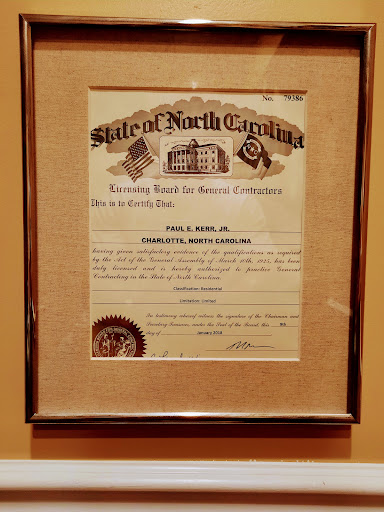 No. 79386
State of North Carolina
Licensing Board for General Contractors
This is to Certify That:
PAUL E. KERR, JR.
CHARLOTTE, NORTH CAROLINA
having given satisfactory evidence of the qualifications as required
by the Act of the General Assembly of March 10th, 1925, has been
duly licensed and is hereby authorized to practice General
Contracting in the State of North Carolina.
Classification: Residential
Limitation: Limited
In testimony whereof witness the signature of the Chairman and
Secretary-Treasurer, under the Seal of the Board, this 8th
day of January 2016